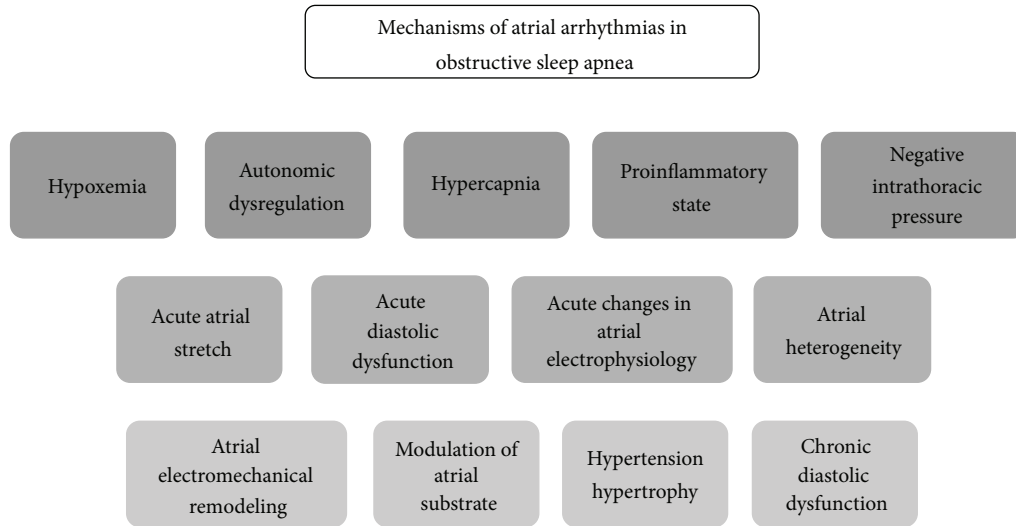 Mechanisms of atrial arrhythmias in
obstructive sleep apnea
Hypoxemia
Autonomic
dysregulation
Hypercapnia
Proinflammatory
state
Negative
intrathoracic
pressure
Acute atrial
stretch
Acute
diastolic
dysfunction
Acute changes in
atrial
electrophysiology
Atrial
heterogeneity
Atrial
electromechanical
remodeling
Modulation of
atrial
substrate
Hypertension
hypertrophy
Chronic
diastolic
dysfunction